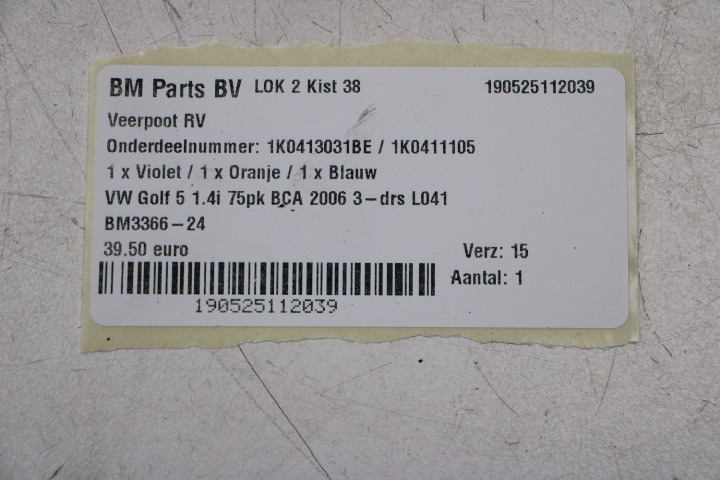 BM Parts BV LOK 2 Kist 38 190525112039
Veerpoot RV
Onderdeelnummer: 1K0413031BE / 1K0411105
1 x Violet / 1 x Oranje / 1 x Blauw
VW Golf 5 1.4i 75pk BCA 2006 3-drs L041
BM3366-24
39.50 euro Verz: 15
Aantal: 1
190525112039